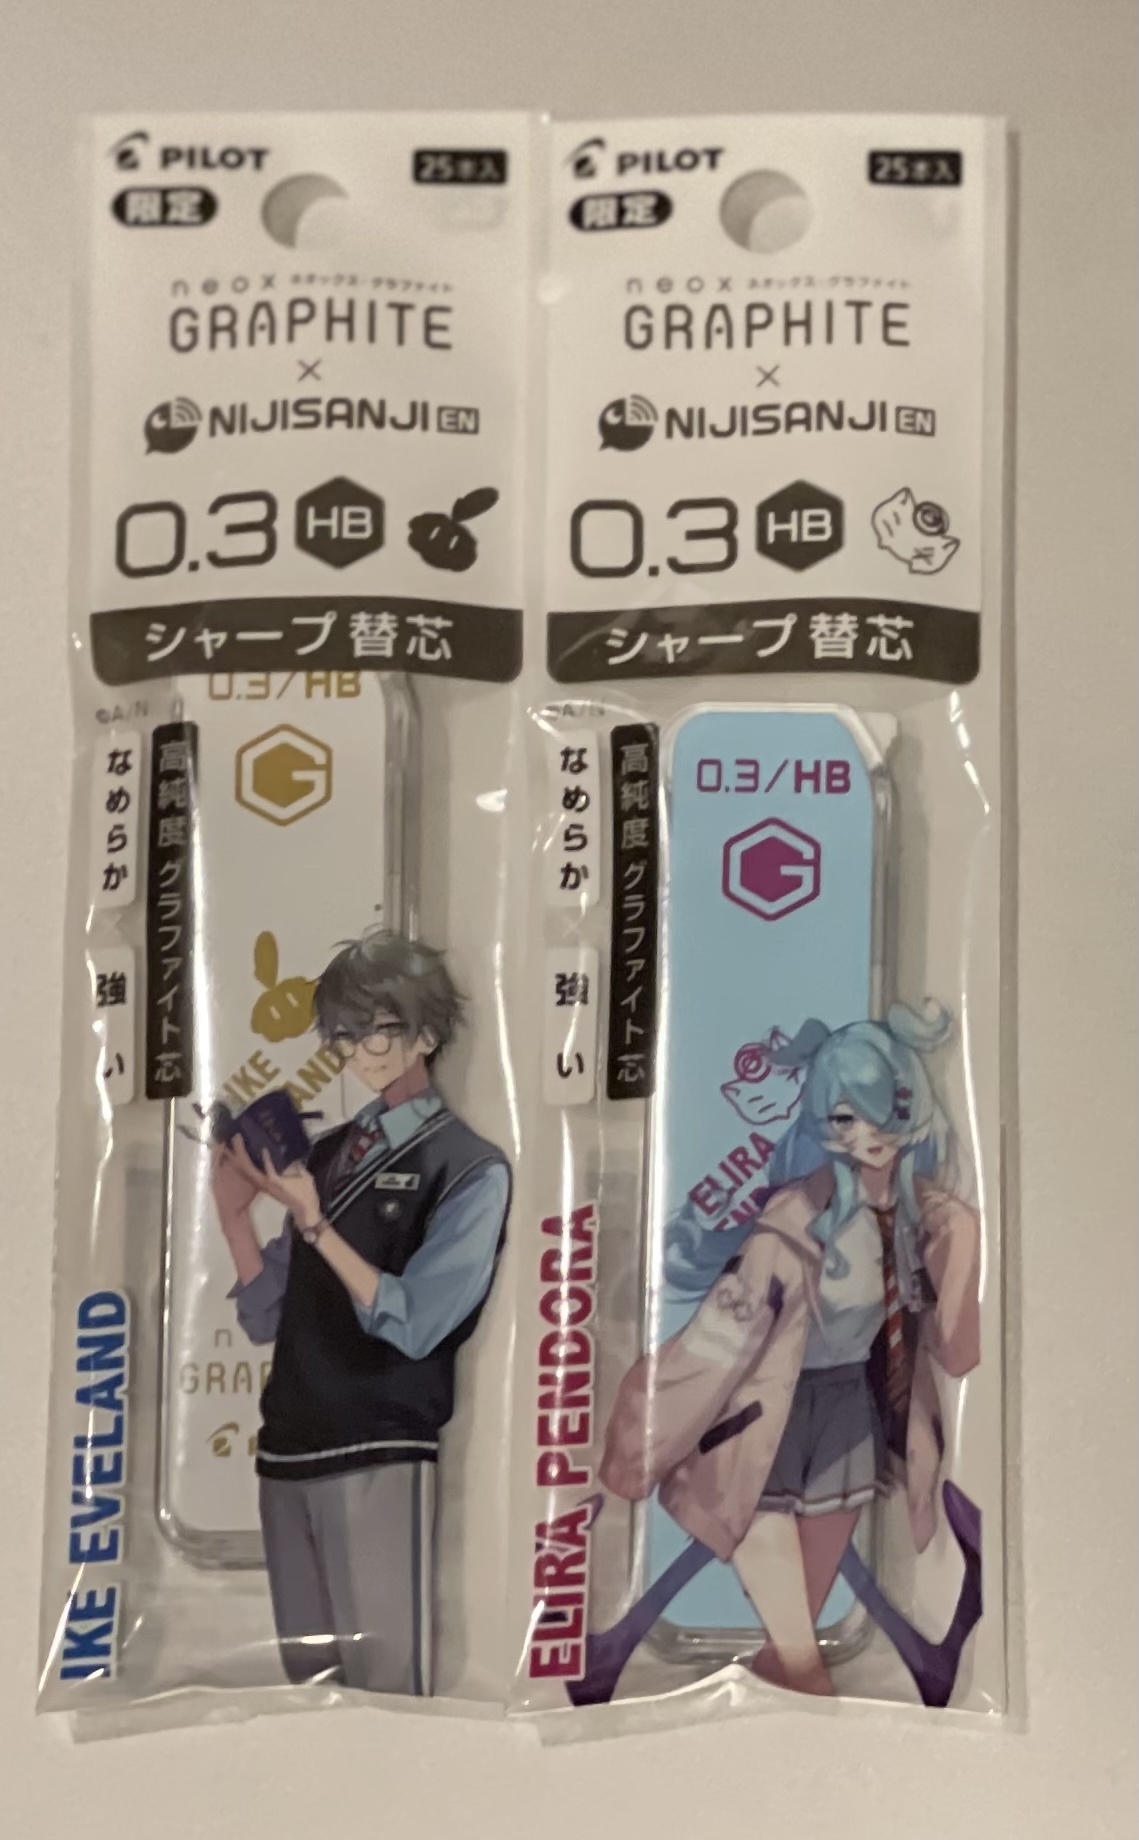 PILOT
25本入
限定
neox ネオックス・グラファイト
GRAPHITE
×
NIJISANJI EN
0.3 HB
シャープ替芯
0.3/HB
©A/N
G
なめらか
×
強い
高純度グラファイト芯
IKE
LAND
n
GRAP
IKE EVELAND
PILOT
25本入
限定
neox ネオックス・グラファイト
GRAPHITE
×
NIJISANJI EN
0.3 HB
シャープ替芯
©A/N
0.3/HB
G
なめらか
×
強い
高純度グラファイト芯
ELIRA
PEN
ELIRA PENDORA